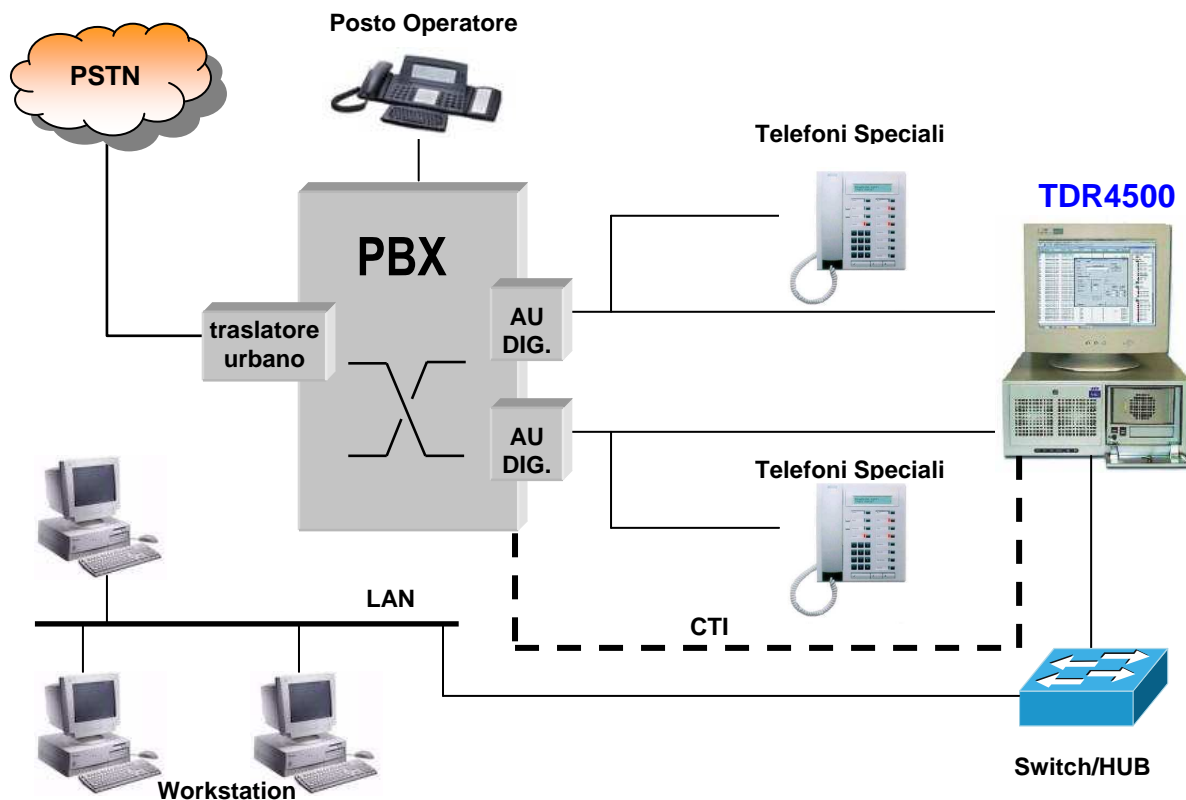 Posto Operatore
PSTN
Telefoni Speciali
TDR4500
PBX
AU
DIG.
traslatore
urbano
AU
DIG.
Telefoni Speciali
LAN
CTI
Switch/HUB
Workstation